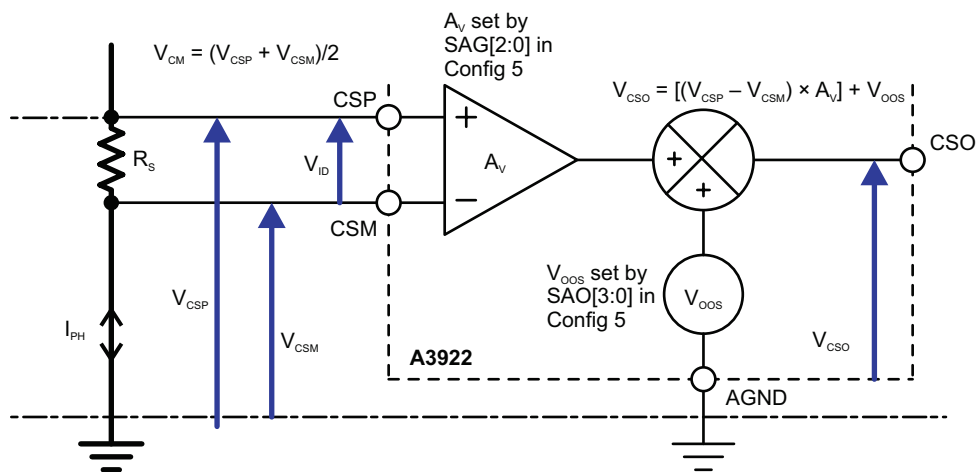 V_CM = (V_CSP + V_CSM)/2
A_V set by
SAG[2:0] in
Config 5
V_CSO = [(V_CSP – V_CSM) × A_V] + V_OOS
CSP
CSO
+
R_S
V_ID
A_V
+
+
–
CSM
V_OOS set by
SAO[3:0] in
Config 5
V_OOS
V_CSP
I_PH
V_CSM
V_CSO
A3922
AGND